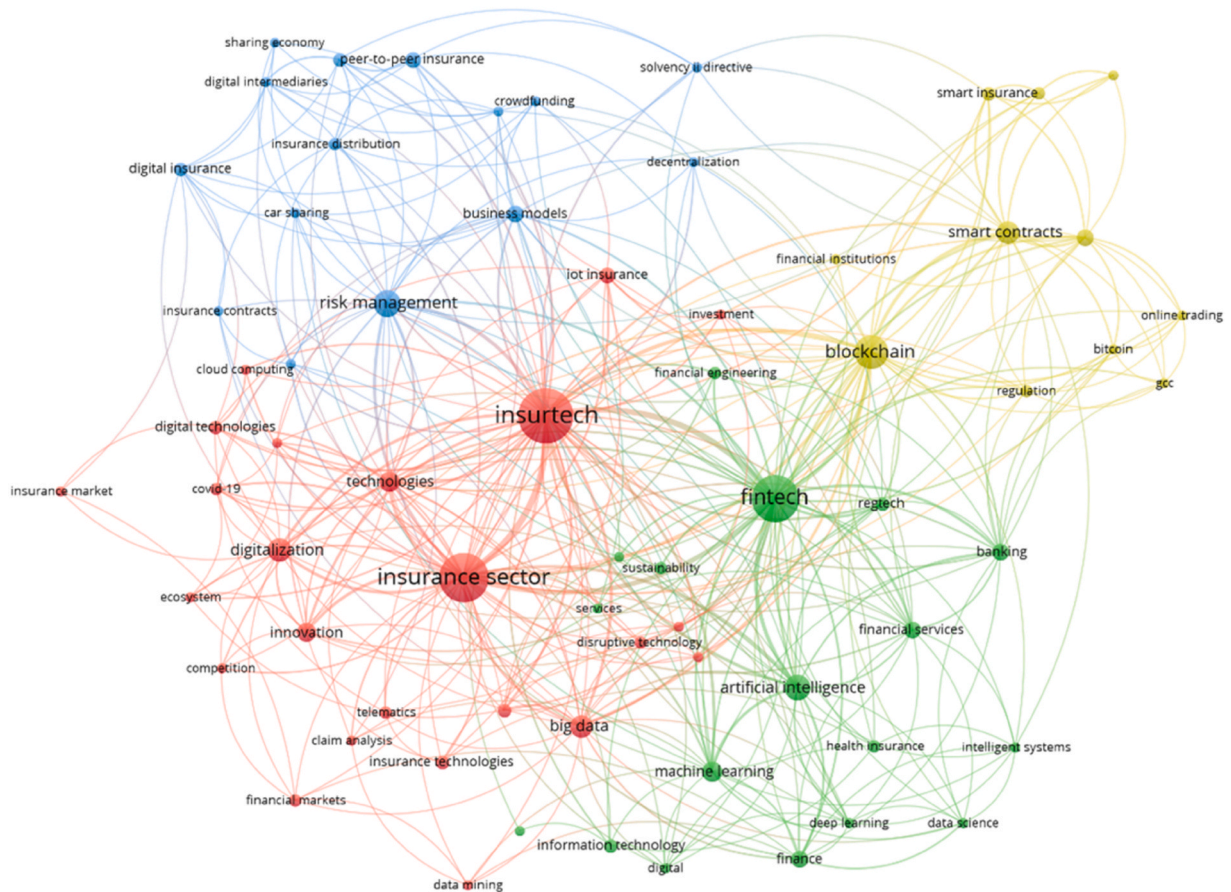 sharing economy
peer-to-peer insurance
solvency ii directive
digital intermediaries
smart insurance
crowdfunding
insurance distribution
decentralization
digital insurance
car sharing
business models
smart contracts
financial institutions
iot insurance
risk management
insurance contracts
investment
online trading
blockchain
bitcoin
cloud computing
financial engineering
gcc
regulation
insurtech
digital technologies
technologies
insurance market
covid 19
fintech
regtech
digitalization
banking
sustainability
insurance sector
ecosystem
services
innovation
financial services
disruptive technology
competition
artificial intelligence
telematics
big data
claim analysis
health insurance
intelligent systems
insurance technologies
machine learning
financial markets
deep learning
data science
information technology
finance
digital
data mining